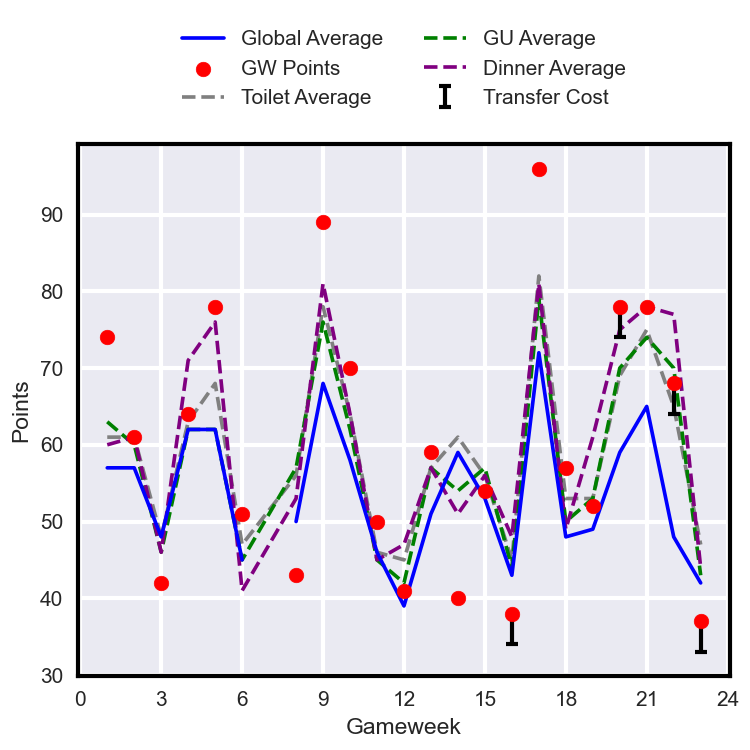 Global Average
GW Points
Toilet Average
GU Average
Dinner Average
Transfer Cost
Points
90
80
70
60
50
40
30
0 3 6 9 12 15 18 21 24
Gameweek